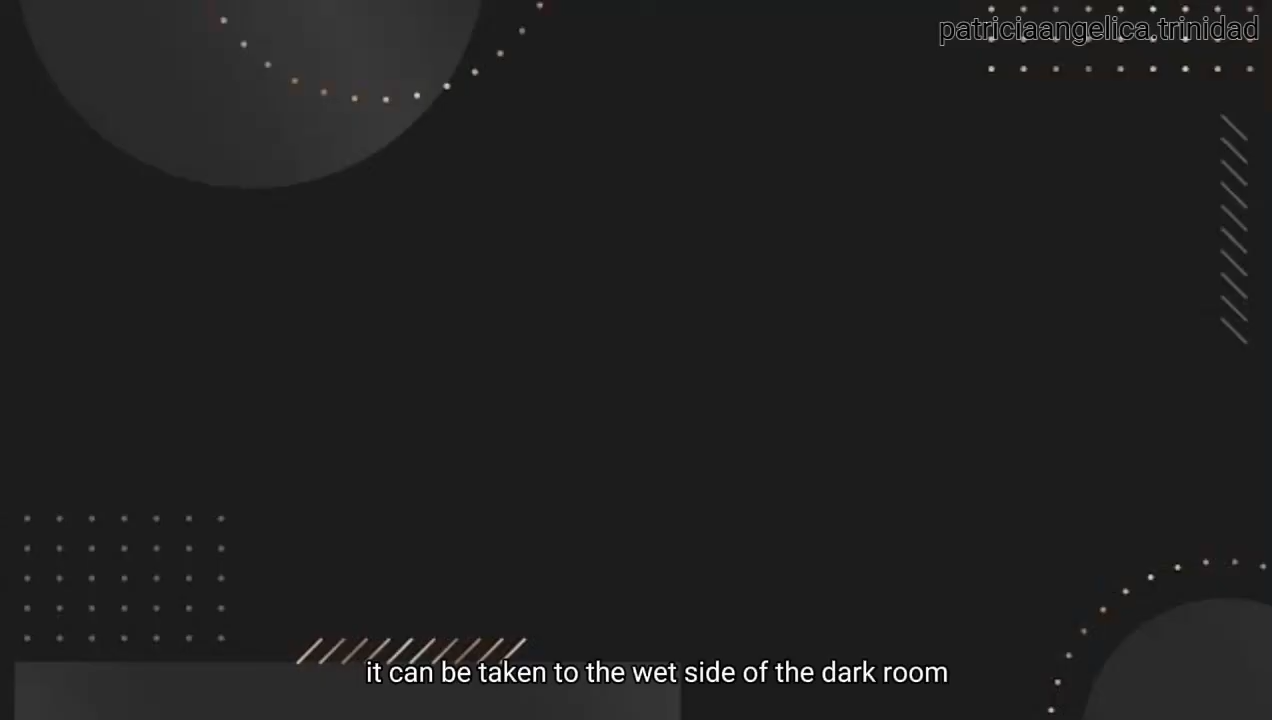 patriciaangelica.trinidad
it can be taken to the wet side of the dark room